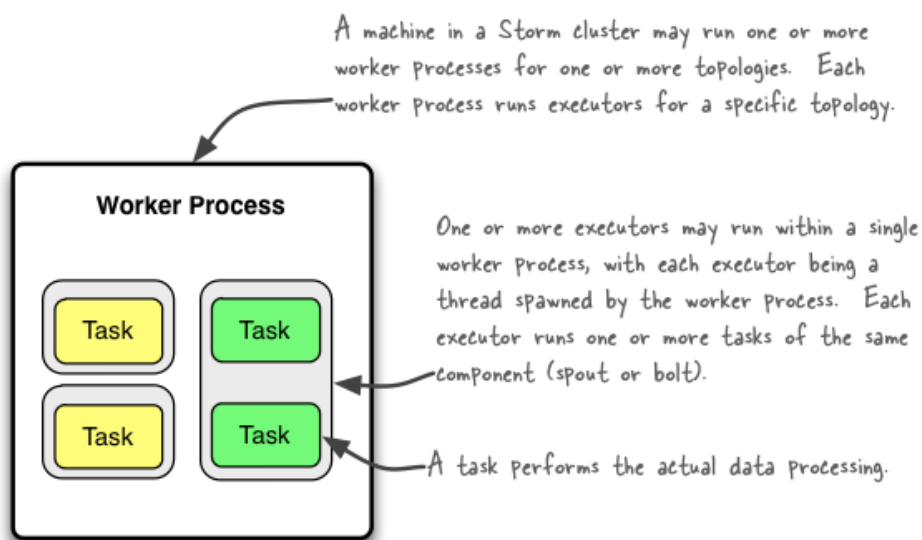 A machine in a Storm cluster may run one or more
worker processes for one or more topologies. Each
worker process runs executors for a specific topology.
Worker Process
One or more executors may run within a single
worker process, with each executor being a
thread spawned by the worker process. Each
executor runs one or more tasks of the same
component (spout or bolt).
Task
Task
Task
Task
A task performs the actual data processing.